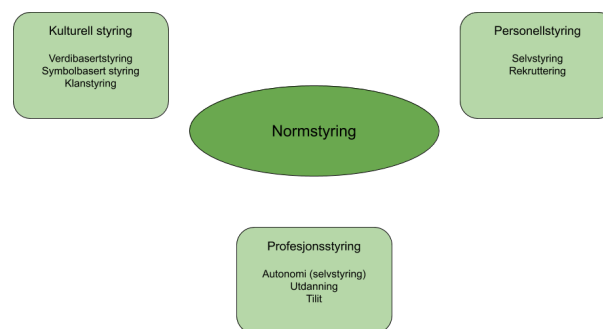 Kulturell styring
Verdibasertstyring
Symbolbasert styring
Klanstyring
Personellstyring
Selvstyring
Rekruttering
Normstyring
Profesjonsstyring
Autonomi (selvstyring)
Utdanning
Tilit